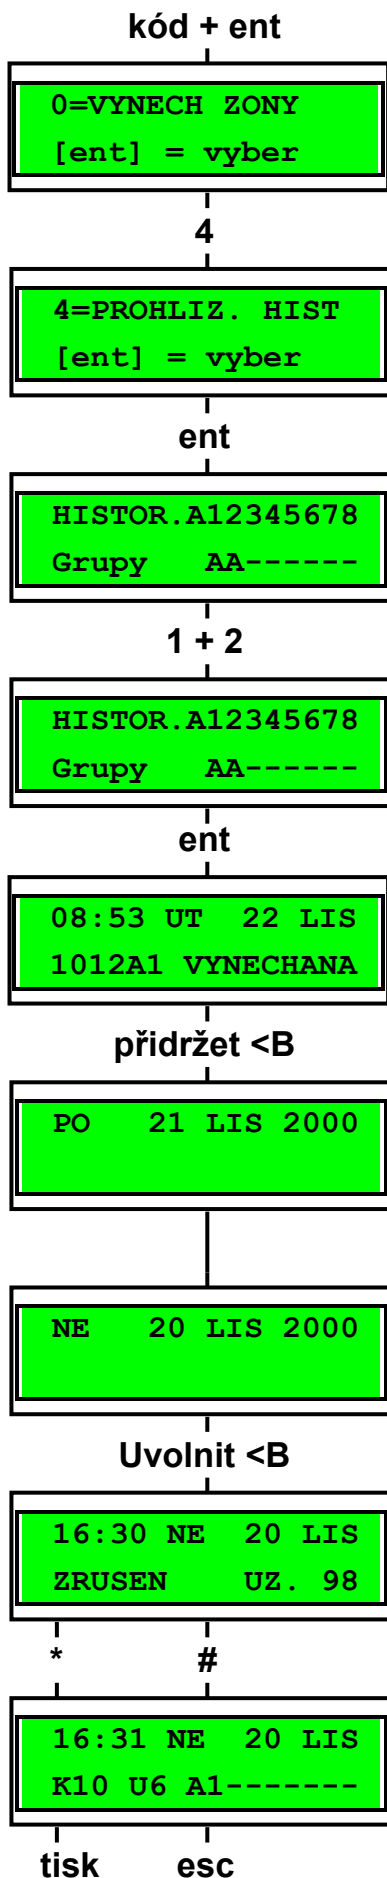 kód + ent
0=VYNECH ZONY
[ent] = vyber
4
4=PROHLIZ. HIST
[ent] = vyber
ent
HISTOR.A12345678
Grupy AA------
1 + 2
HISTOR.A12345678
Grupy AA------
ent
08:53 UT 22 LIS
1012A1 VYNECHANA
přidržet <B
PO 21 LIS 2000
NE 20 LIS 2000
Uvolnit <B
16:30 NE 20 LIS
ZRUSEN UZ. 98
* #
16:31 NE 20 LIS
K10 U6 A1-------
tisk esc